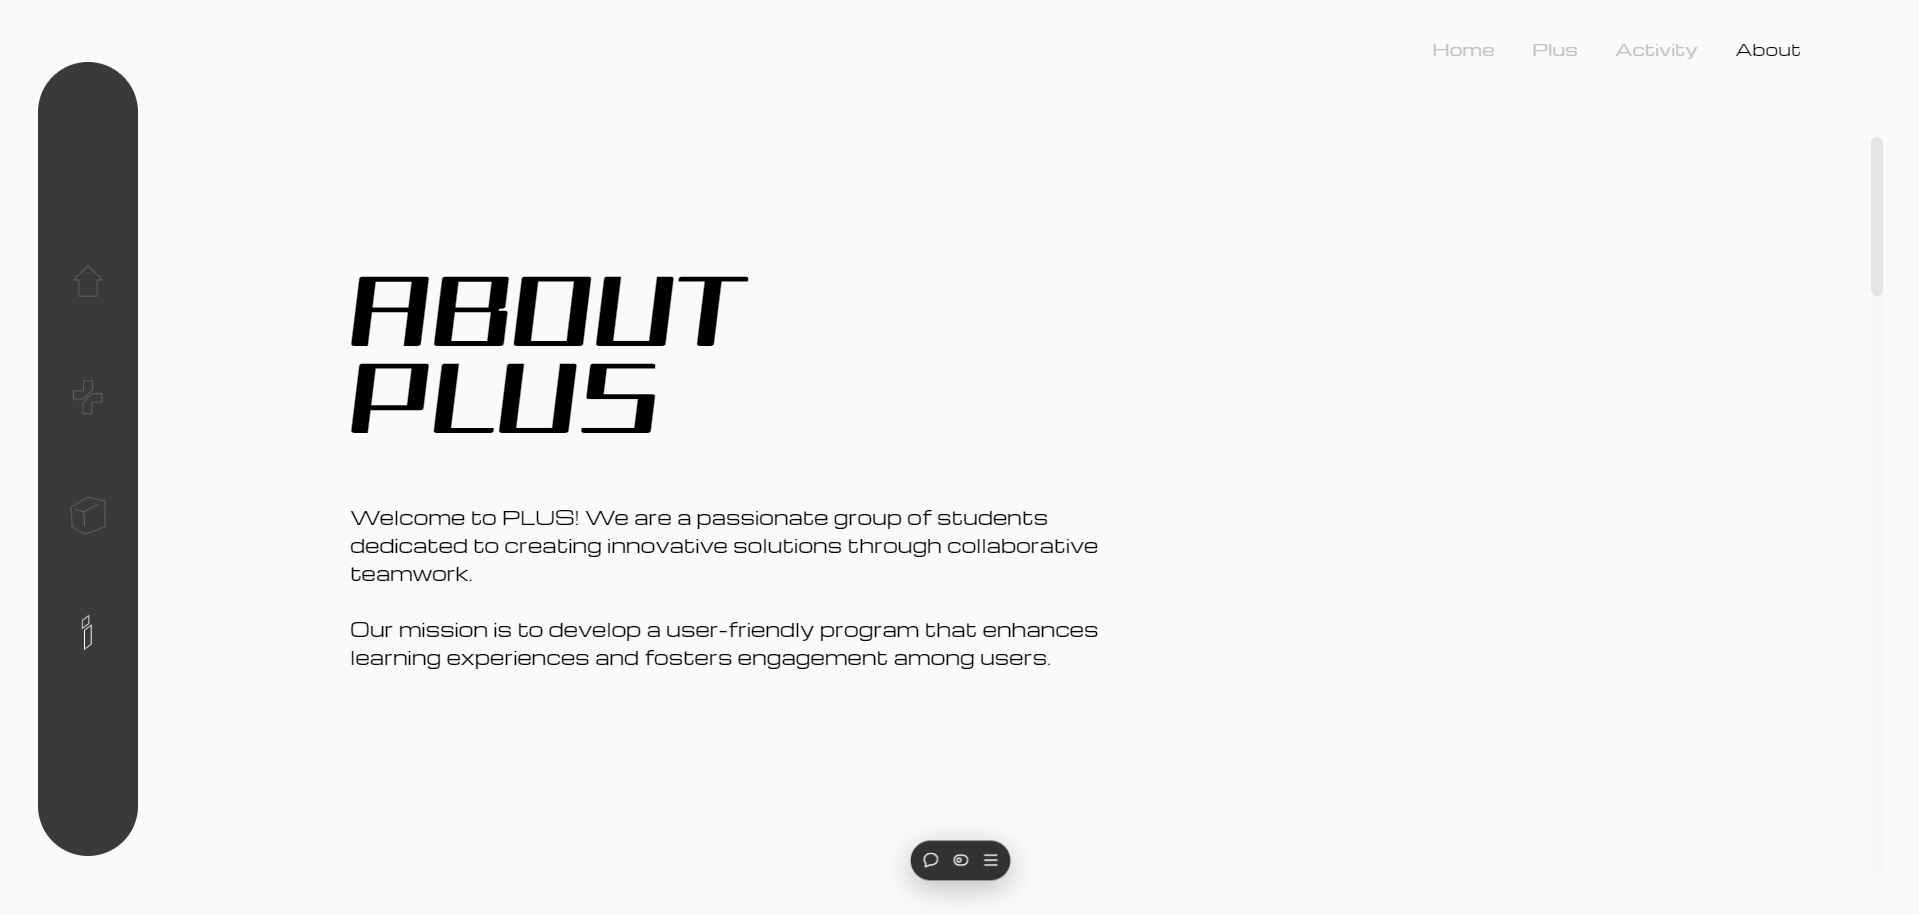 Home Plus Activity About
ABOUT
PLUS
Welcome to PLUS! We are a passionate group of students
dedicated to creating innovative solutions through collaborative
teamwork.
Our mission is to develop a user-friendly program that enhances
learning experiences and fosters engagement among users.